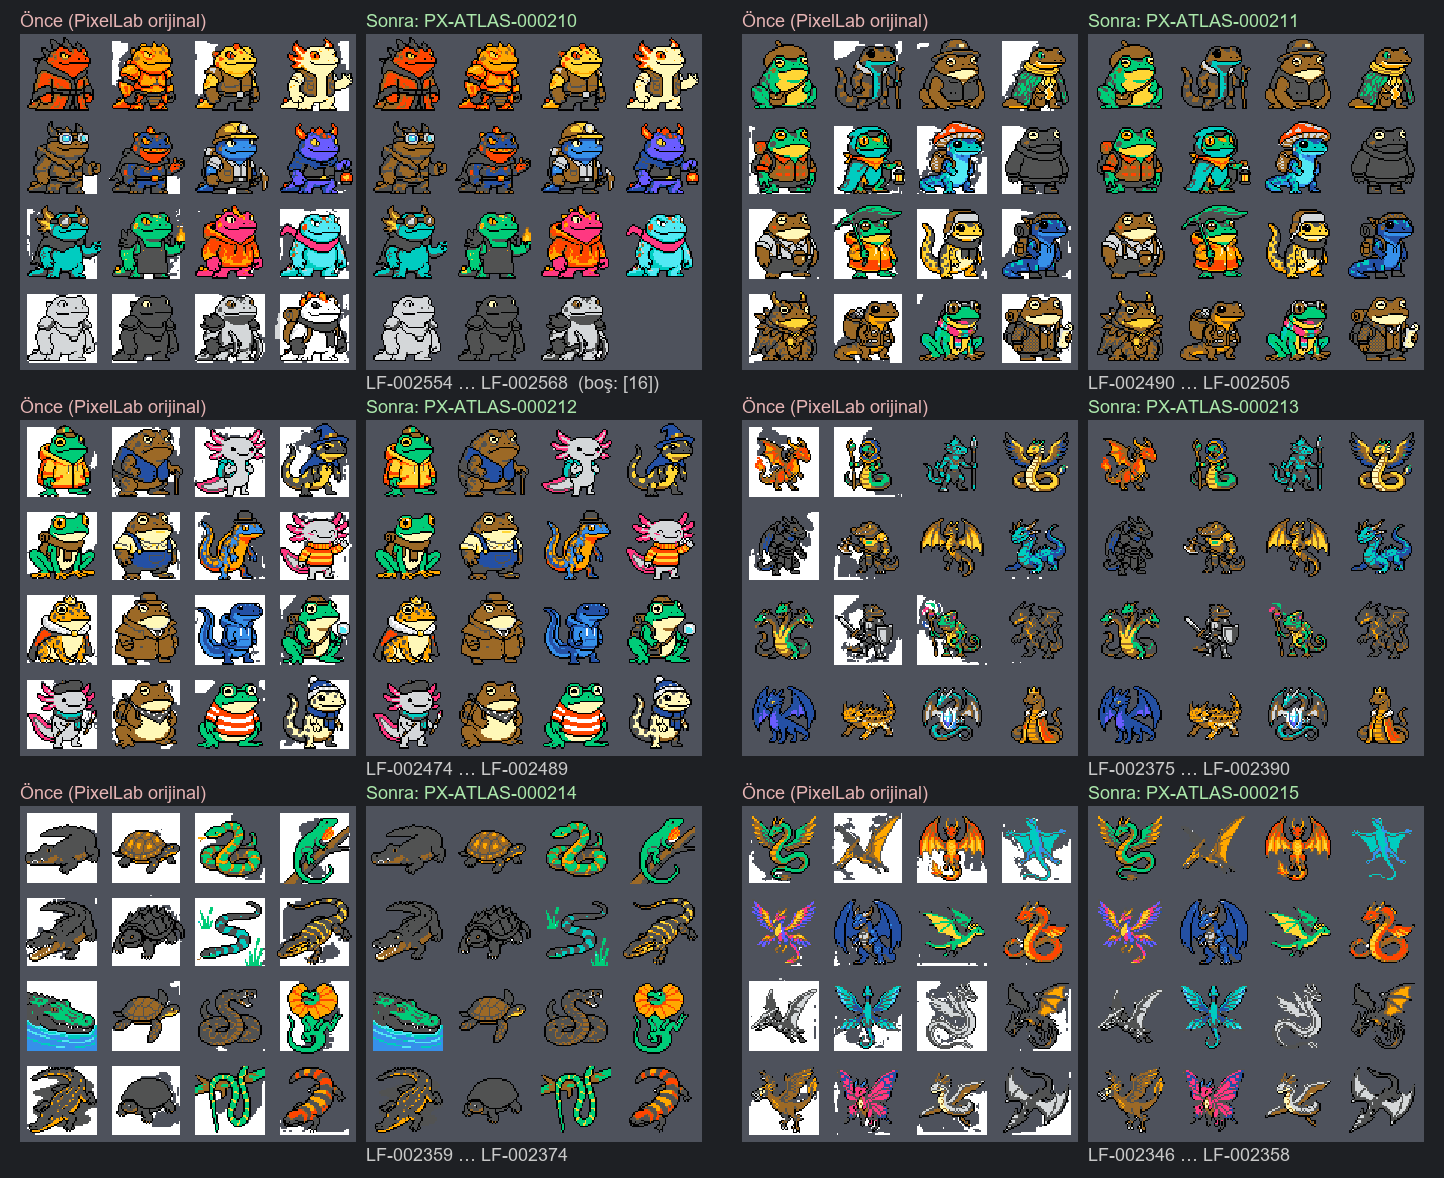 Önce (PixelLab orijinal)
Sonra: PX-ATLAS-000210
Önce (PixelLab orijinal)
Sonra: PX-ATLAS-000211
LF-002554 … LF-002568  (boş: [16])
LF-002490 … LF-002505
Önce (PixelLab orijinal)
Sonra: PX-ATLAS-000212
Önce (PixelLab orijinal)
Sonra: PX-ATLAS-000213
LF-002474 … LF-002489
LF-002375 … LF-002390
Önce (PixelLab orijinal)
Sonra: PX-ATLAS-000214
Önce (PixelLab orijinal)
Sonra: PX-ATLAS-000215
LF-002359 … LF-002374
LF-002346 … LF-002358